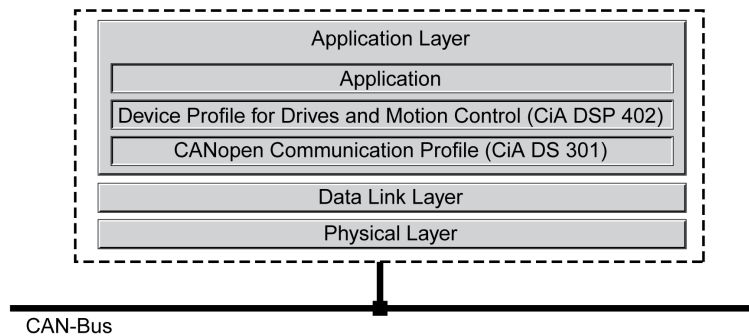 Application Layer
Application
Device Profile for Drives and Motion Control (CiA DSP 402)
CANopen Communication Profile (CiA DS 301)
Data Link Layer
Physical Layer
CAN-Bus